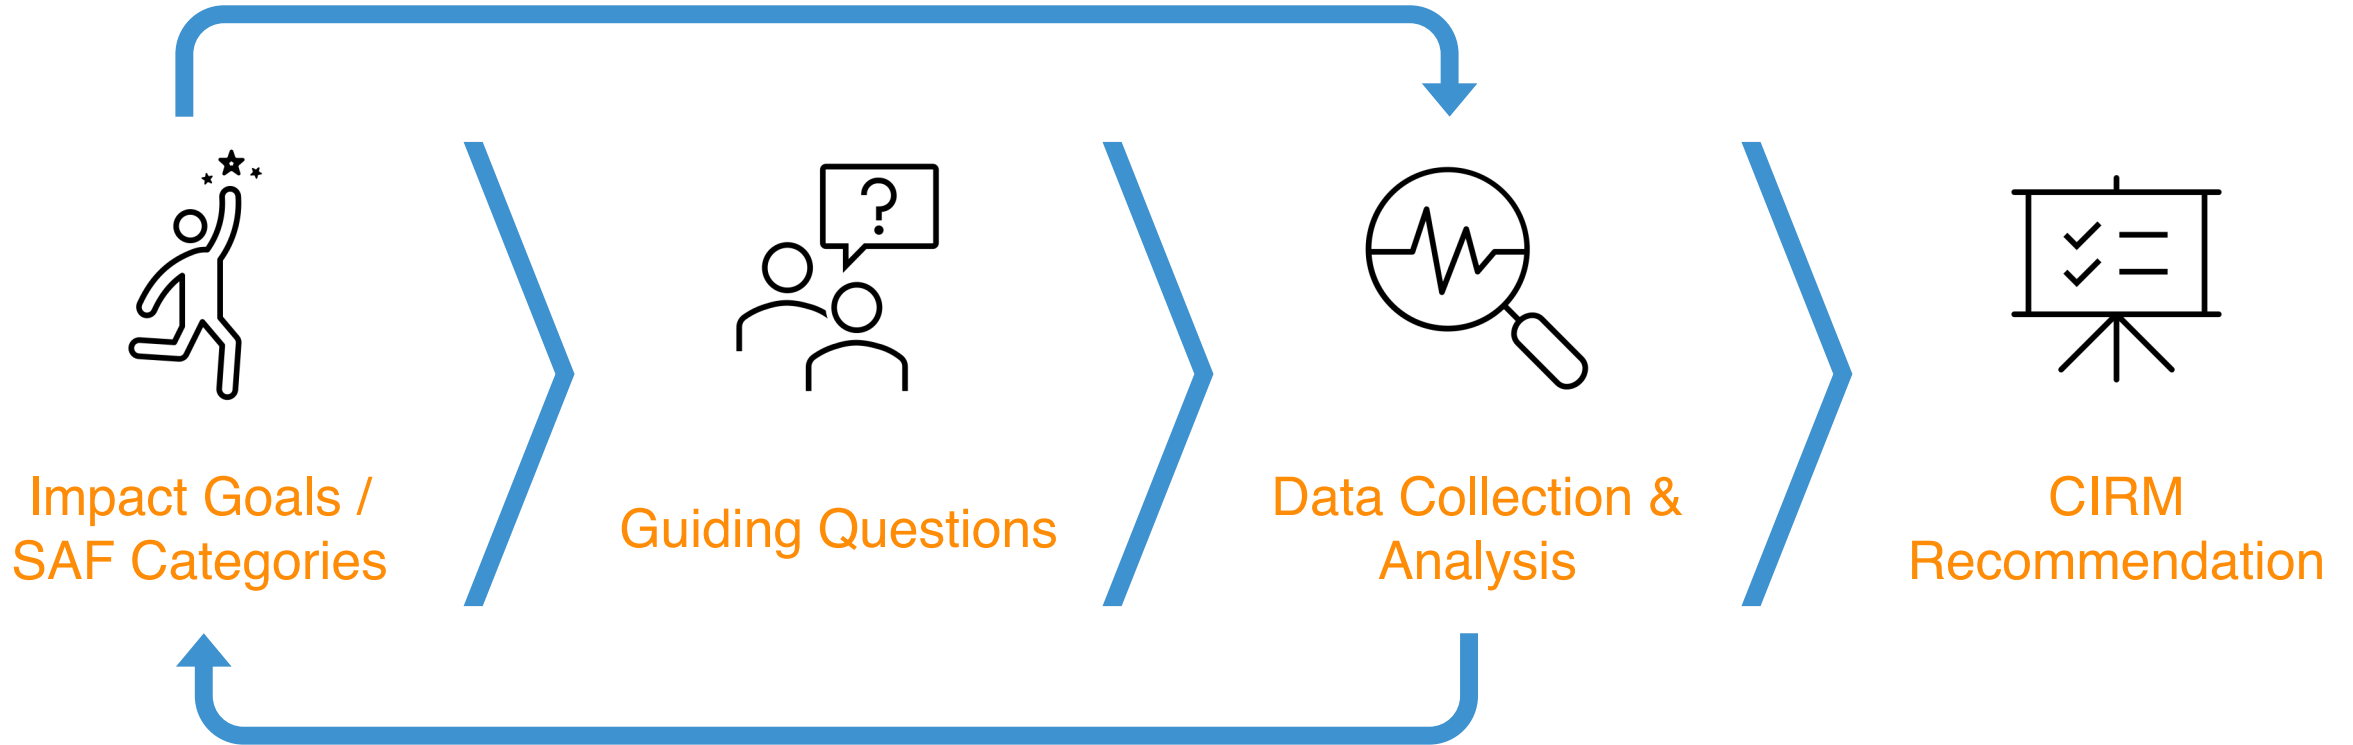 ?
Impact Goals /
SAF Categories
Guiding Questions
Data Collection &
Analysis
CIRM
Recommendation